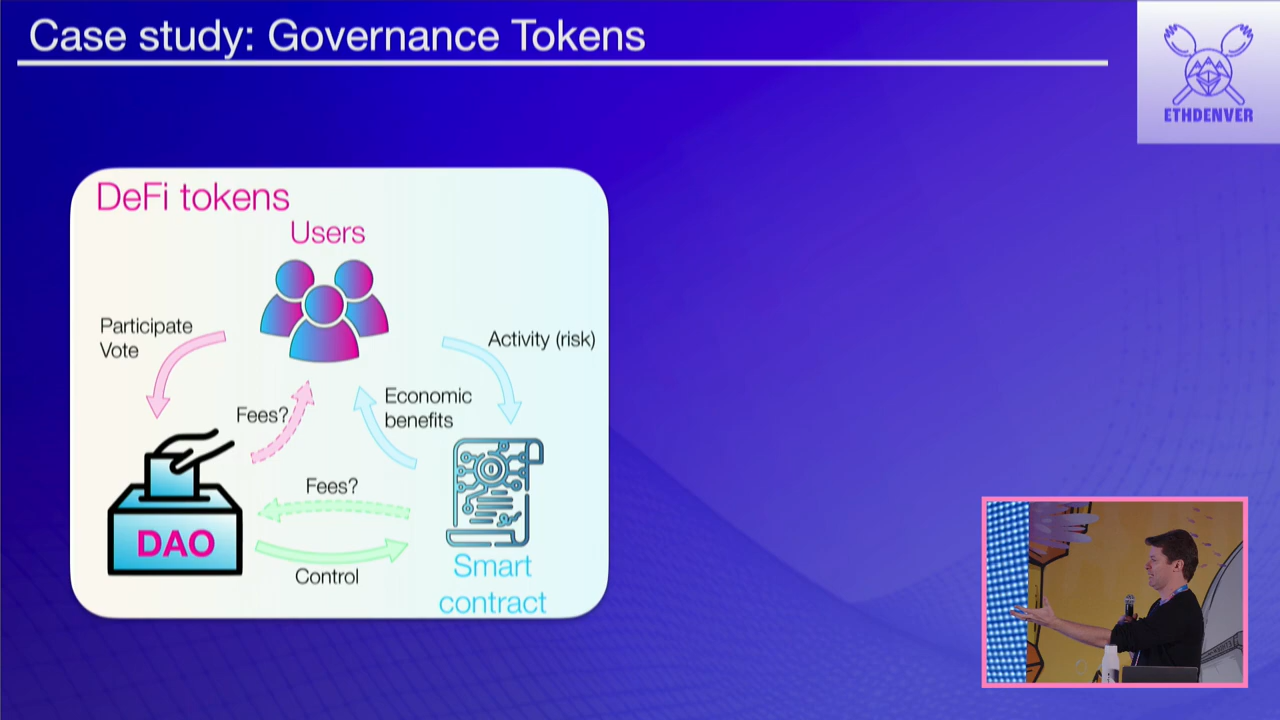 Case study: Governance Tokens
ETHDENVER
DeFi tokens
Users
Participate
Vote
Activity (risk)
Fees?
Economic
benefits
Fees?
DAO
Control
Smart
contract